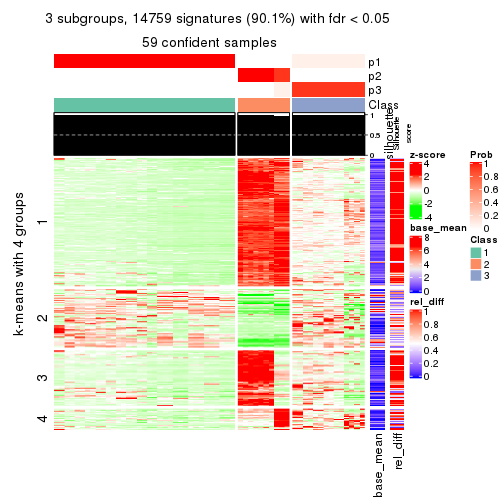 3 subgroups, 14759 signatures (90.1%) with fdr < 0.05
59 confident samples
p1
p2
p3
Class
1
0.5
0
silhouette
Silhouette
score
k-means with 4 groups
1
2
3
4
base_mean
rel_diff
z-score
4
2
0
-2
-4
base_mean
8
6
4
2
0
rel_diff
1
0.8
0.6
0.4
0.2
0
Prob
1
0.8
0.6
0.4
0.2
0
Class
1
2
3